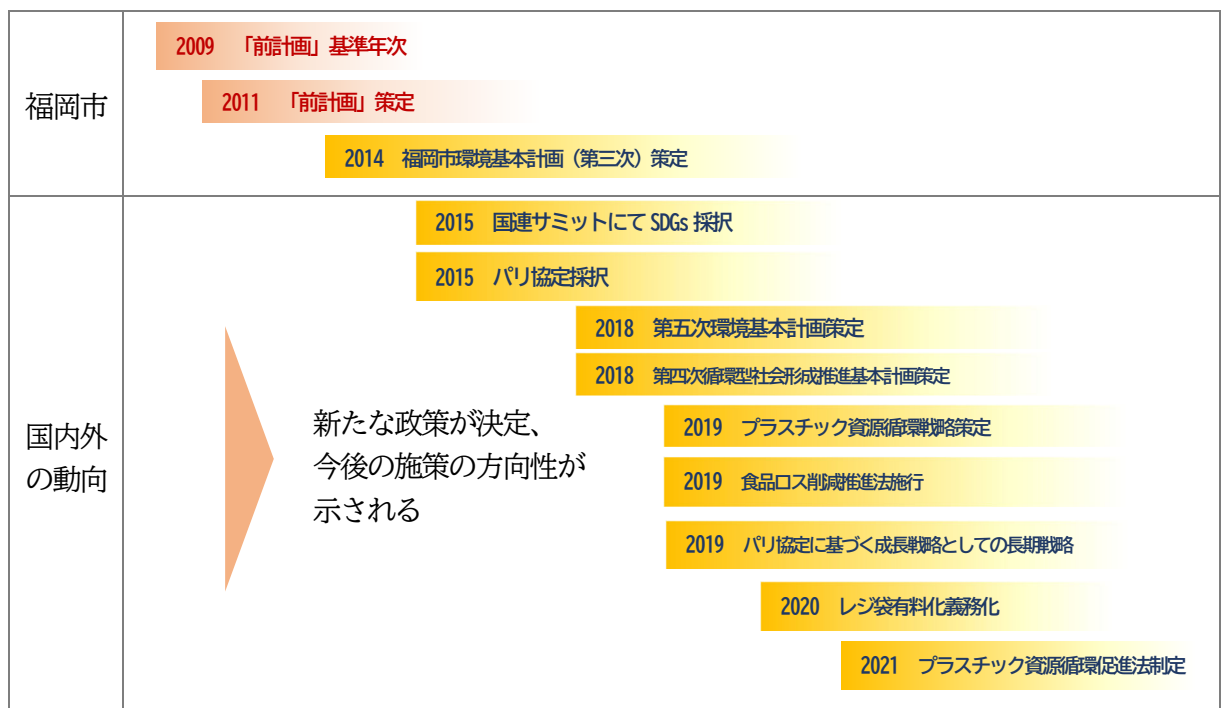 福岡市
2009 「前計画」基準年次
2011 「前計画」策定
2014 福岡市環境基本計画（第三次）策定
国内外
の動向
2015 国連サミットにて SDGs 採択
2015 パリ協定採択
2018 第五次環境基本計画策定
2018 第四次循環型社会形成推進基本計画策定
新たな政策が決定、
今後の施策の方向性が
示される
2019 プラスチック資源循環戦略策定
2019 食品ロス削減推進法施行
2019 パリ協定に基づく成長戦略としての長期戦略
2020 レジ袋有料化義務化
2021 プラスチック資源循環促進法制定